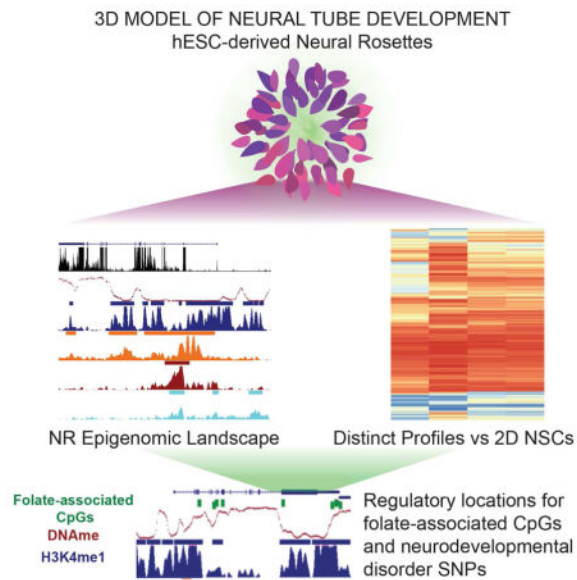 3D MODEL OF NEURAL TUBE DEVELOPMENT
hESC-derived Neural Rosettes
NR Epigenomic Landscape
Distinct Profiles vs 2D NSCs
Folate-associated
CpGs
DNAme
H3K4me1
Regulatory locations for
folate-associated CpGs
and neurodevelopmental
disorder SNPs